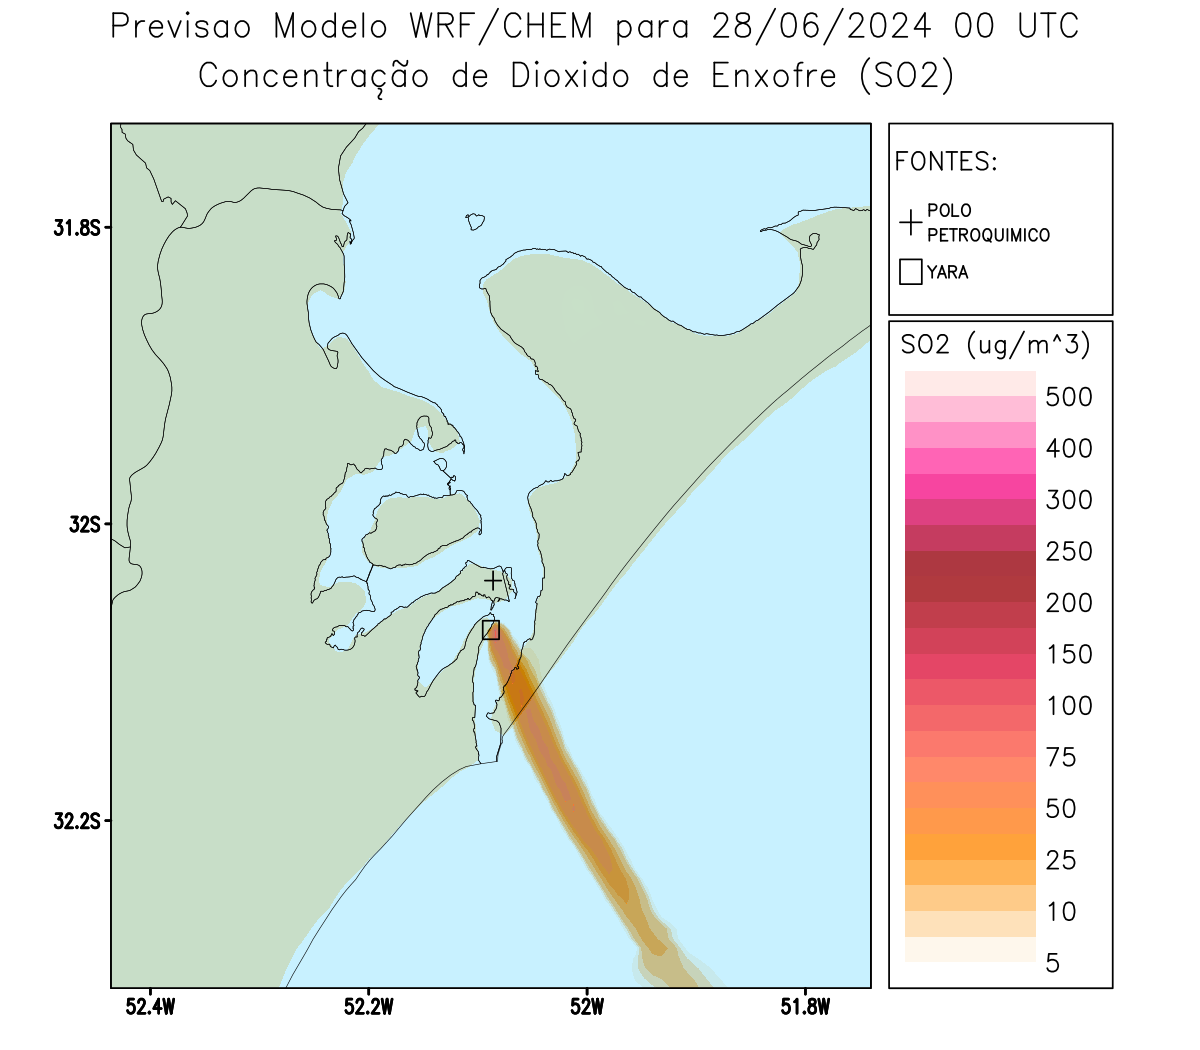 Previsao Modelo WRF/CHEM para 28/06/2024 00 UTC
Concentração de Dioxido de Enxofre (SO2)
FONTES:
POLO
PETROQUIMICO
YARA
31.8S
32S
32.2S
52.4W
52.2W
52W
51.8W
SO2 (ug/m^3)
500
400
300
250
200
150
100
75
50
25
10
5